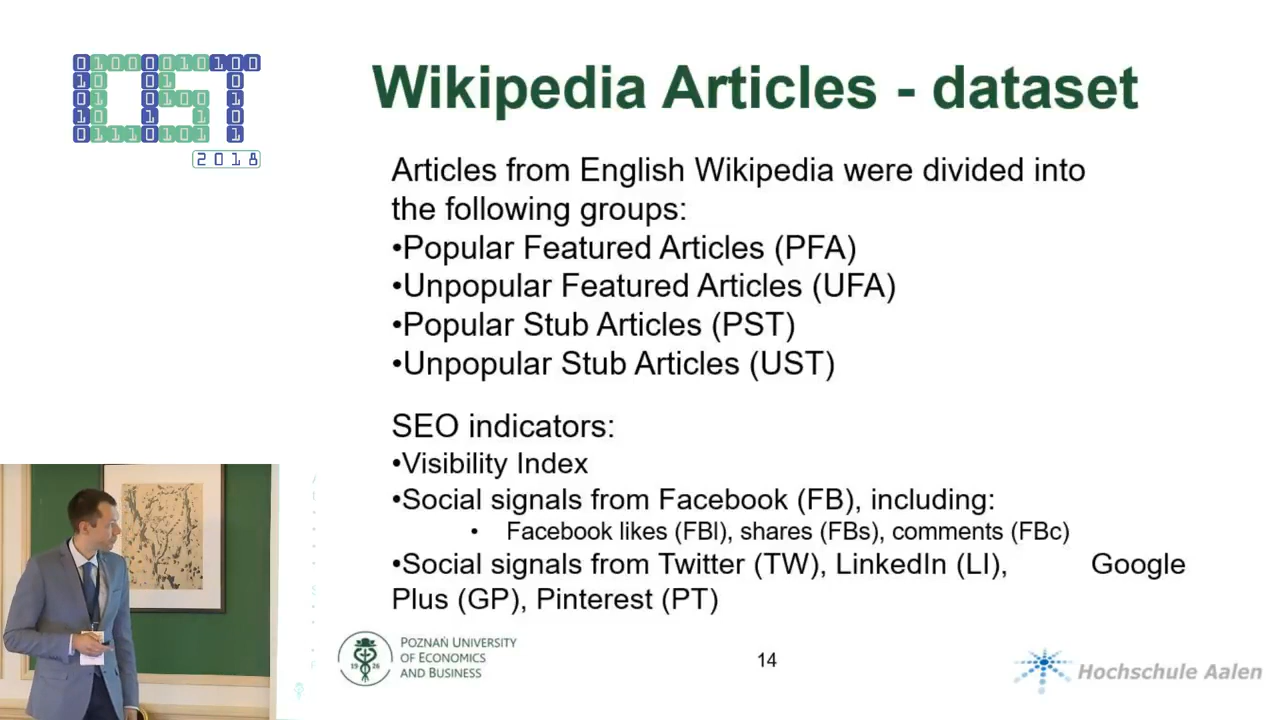 01000010100
Wikipedia Articles - dataset
2018
Articles from English Wikipedia were divided into
the following groups:
•Popular Featured Articles (PFA)
•Unpopular Featured Articles (UFA)
•Popular Stub Articles (PST)
•Unpopular Stub Articles (UST)
SEO indicators:
•Visibility Index
•Social signals from Facebook (FB), including:
• Facebook likes (FBl), shares (FBs), comments (FBc)
•Social signals from Twitter (TW), LinkedIn (LI), Google
Plus (GP), Pinterest (PT)
19 26
POZNAŃ UNIVERSITY
OF ECONOMICS
AND BUSINESS
14
Hochschule Aalen